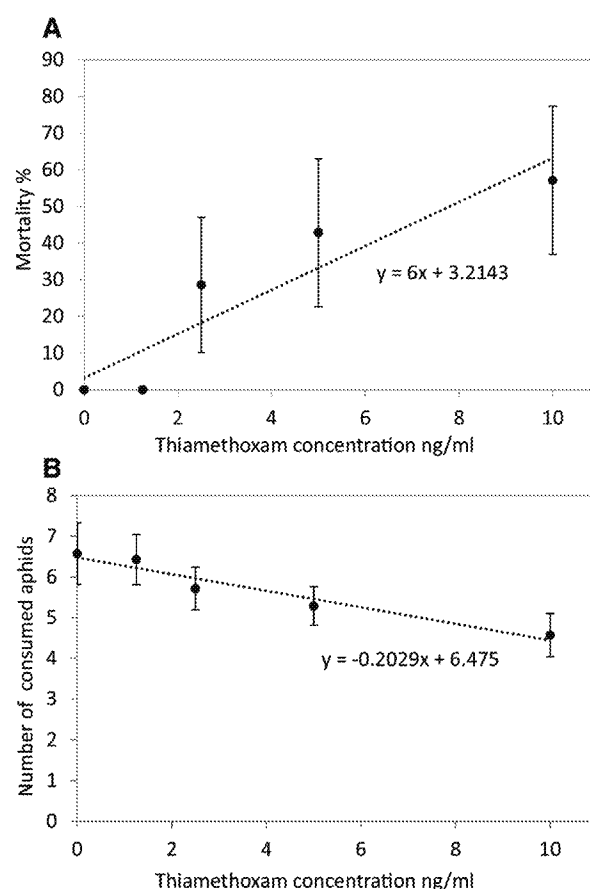 A
90
80
70
60
50
40
30
20
10
0
Mortality %
y = 6x + 3.2143
0 2 4 6 8 10
Thiamethoxam concentration ng/ml
B
8
7
6
5
4
3
2
1
0
Number of consumed aphids
y = -0.2029x + 6.475
0 2 4 6 8 10
Thiamethoxam concentration ng/ml